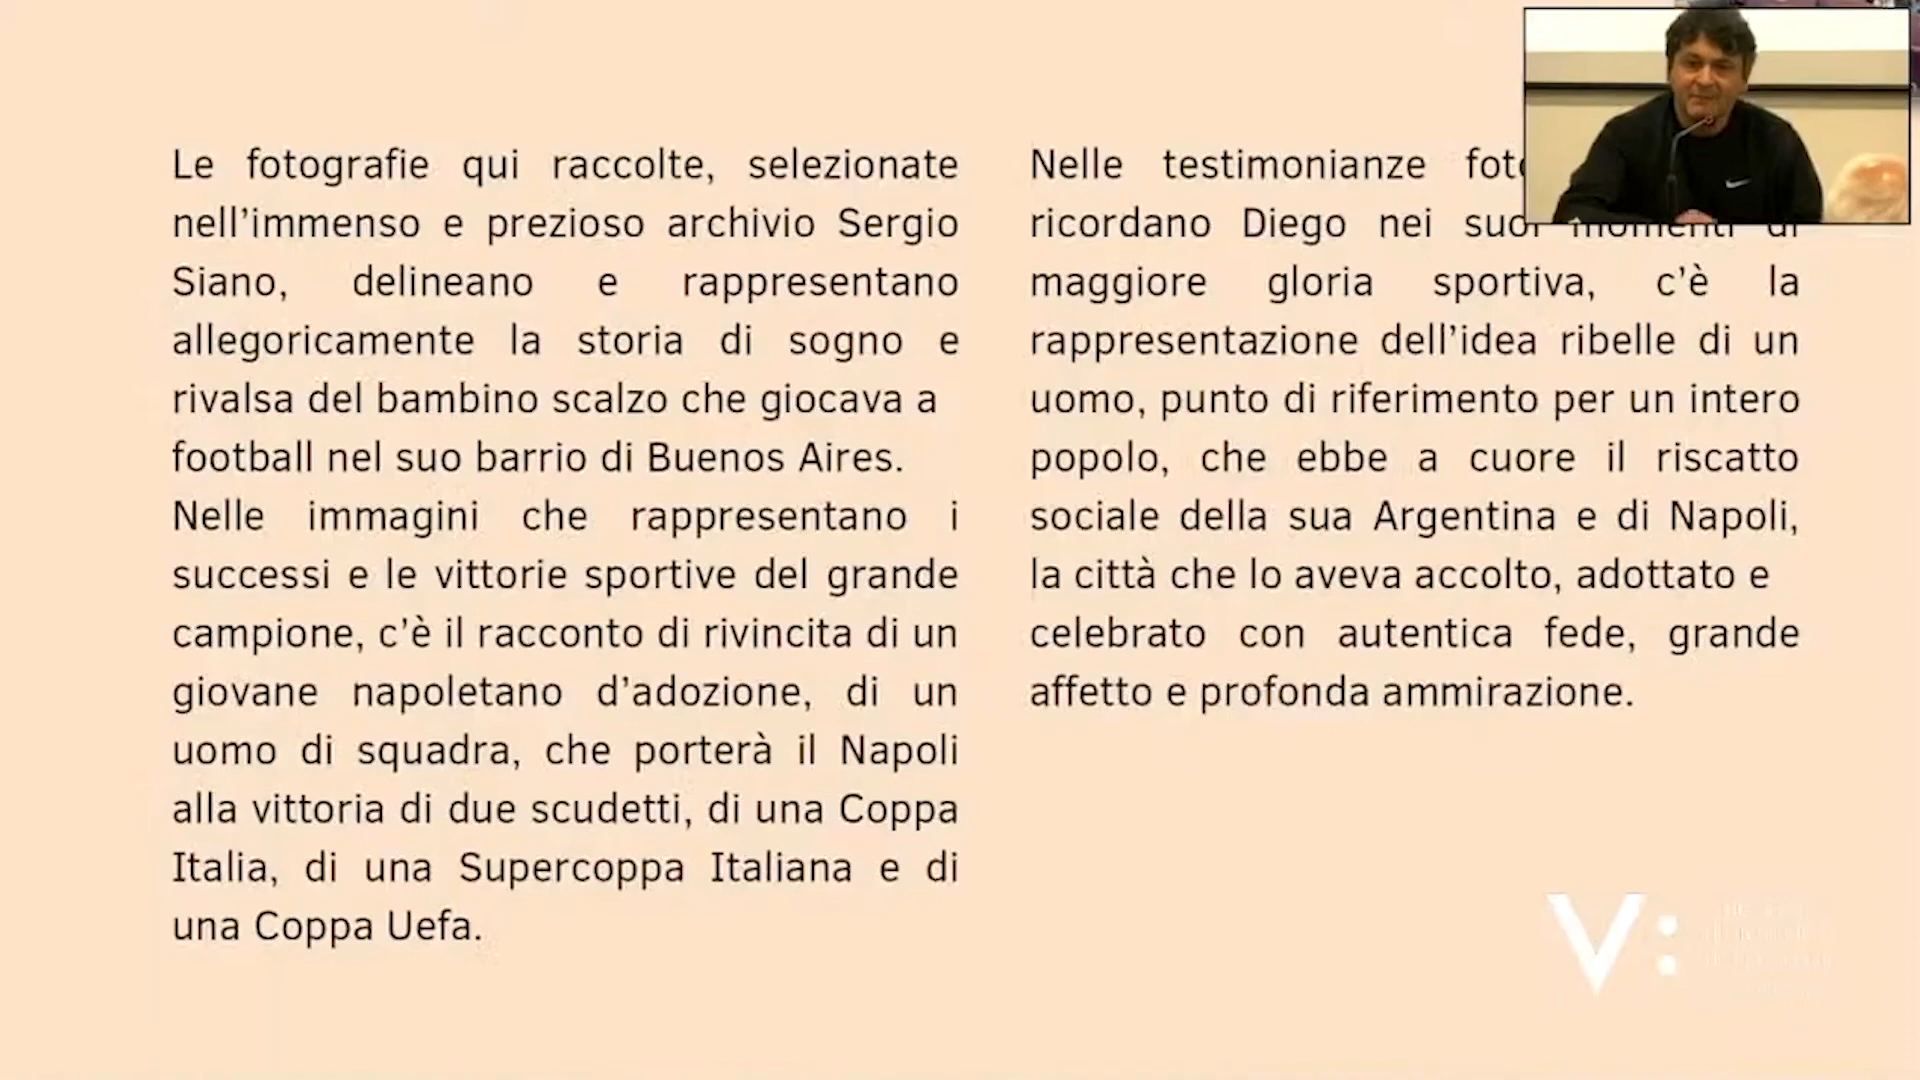 Le fotografie qui raccolte, selezionate
nell’immenso e prezioso archivio Sergio
Siano, delineano e rappresentano
allegoricamente la storia di sogno e
rivalsa del bambino scalzo che giocava a
football nel suo barrio di Buenos Aires.
Nelle immagini che rappresentano i
successi e le vittorie sportive del grande
campione, c’è il racconto di rivincita di un
giovane napoletano d’adozione, di un
uomo di squadra, che porterà il Napoli
alla vittoria di due scudetti, di una Coppa
Italia, di una Supercoppa Italiana e di
una Coppa Uefa.
Nelle testimonianze
ricordano Diego nei suoi momenti di
maggiore gloria sportiva, c’è la
rappresentazione dell’idea ribelle di un
uomo, punto di riferimento per un intero
popolo, che ebbe a cuore il riscatto
sociale della sua Argentina e di Napoli,
la città che lo aveva accolto, adottato e
celebrato con autentica fede, grande
affetto e profonda ammirazione.
V: